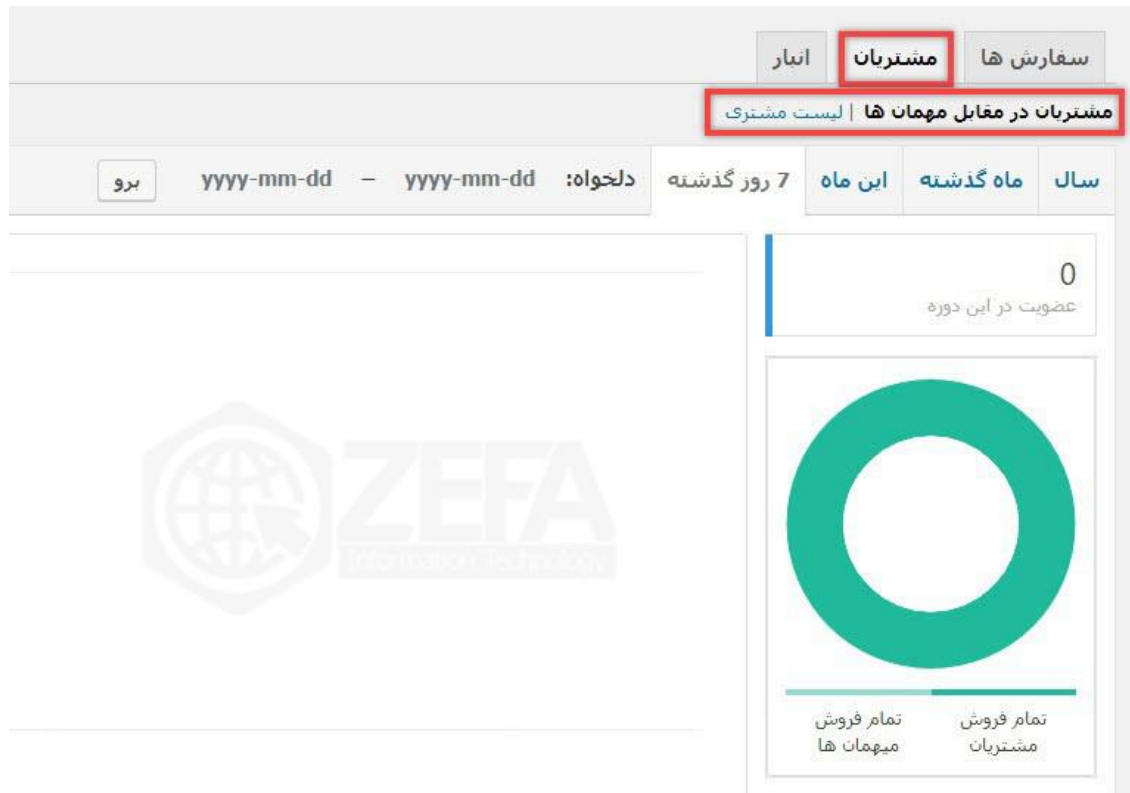 سفارش ها مشتریان انبار
مشتریان در مقابل مهمان ها | لیست مشتری
سال ماه گذشته این ماه 7 روز گذشته دلخواه: yyyy-mm-dd – yyyy-mm-dd برو
0
عضویت در این دوره
ZEFA
Information Technology
تمام فروش مشتریان
تمام فروش میهمان ها